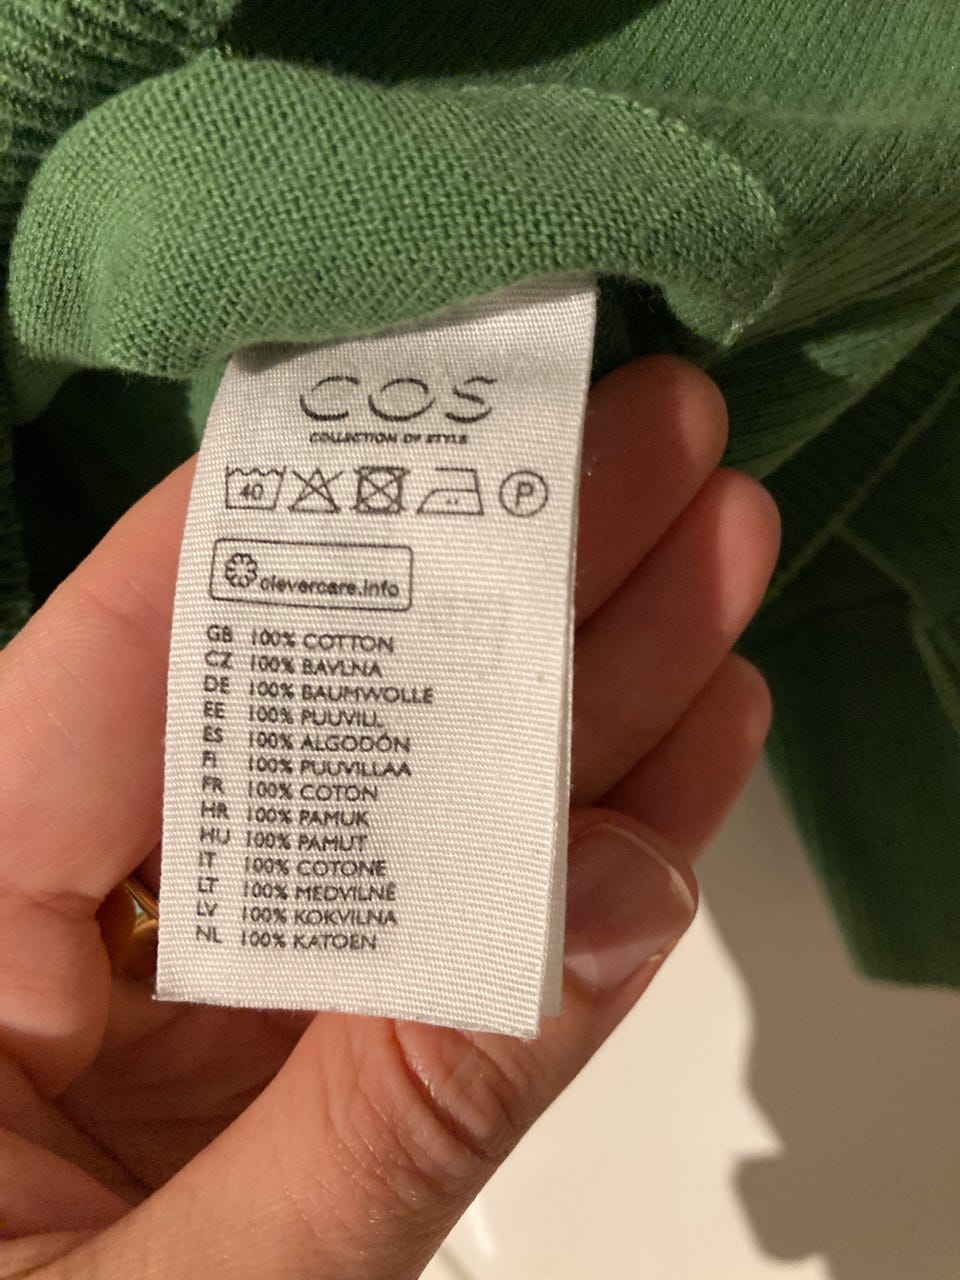 COS
COLLECTION OF STYLE
40 P
clevercare.info
GB 100% COTTON
CZ 100% BAVLNA
DE 100% BAUMWOLLE
EE 100% PUUVILL
ES 100% ALGODÓN
FI 100% PUUVILLAA
FR 100% COTON
HR 100% PAMUK
HU 100% PAMUT
IT 100% COTONE
LT 100% MEDVILNĖ
LV 100% KOKVILNA
NL 100% KATOEN